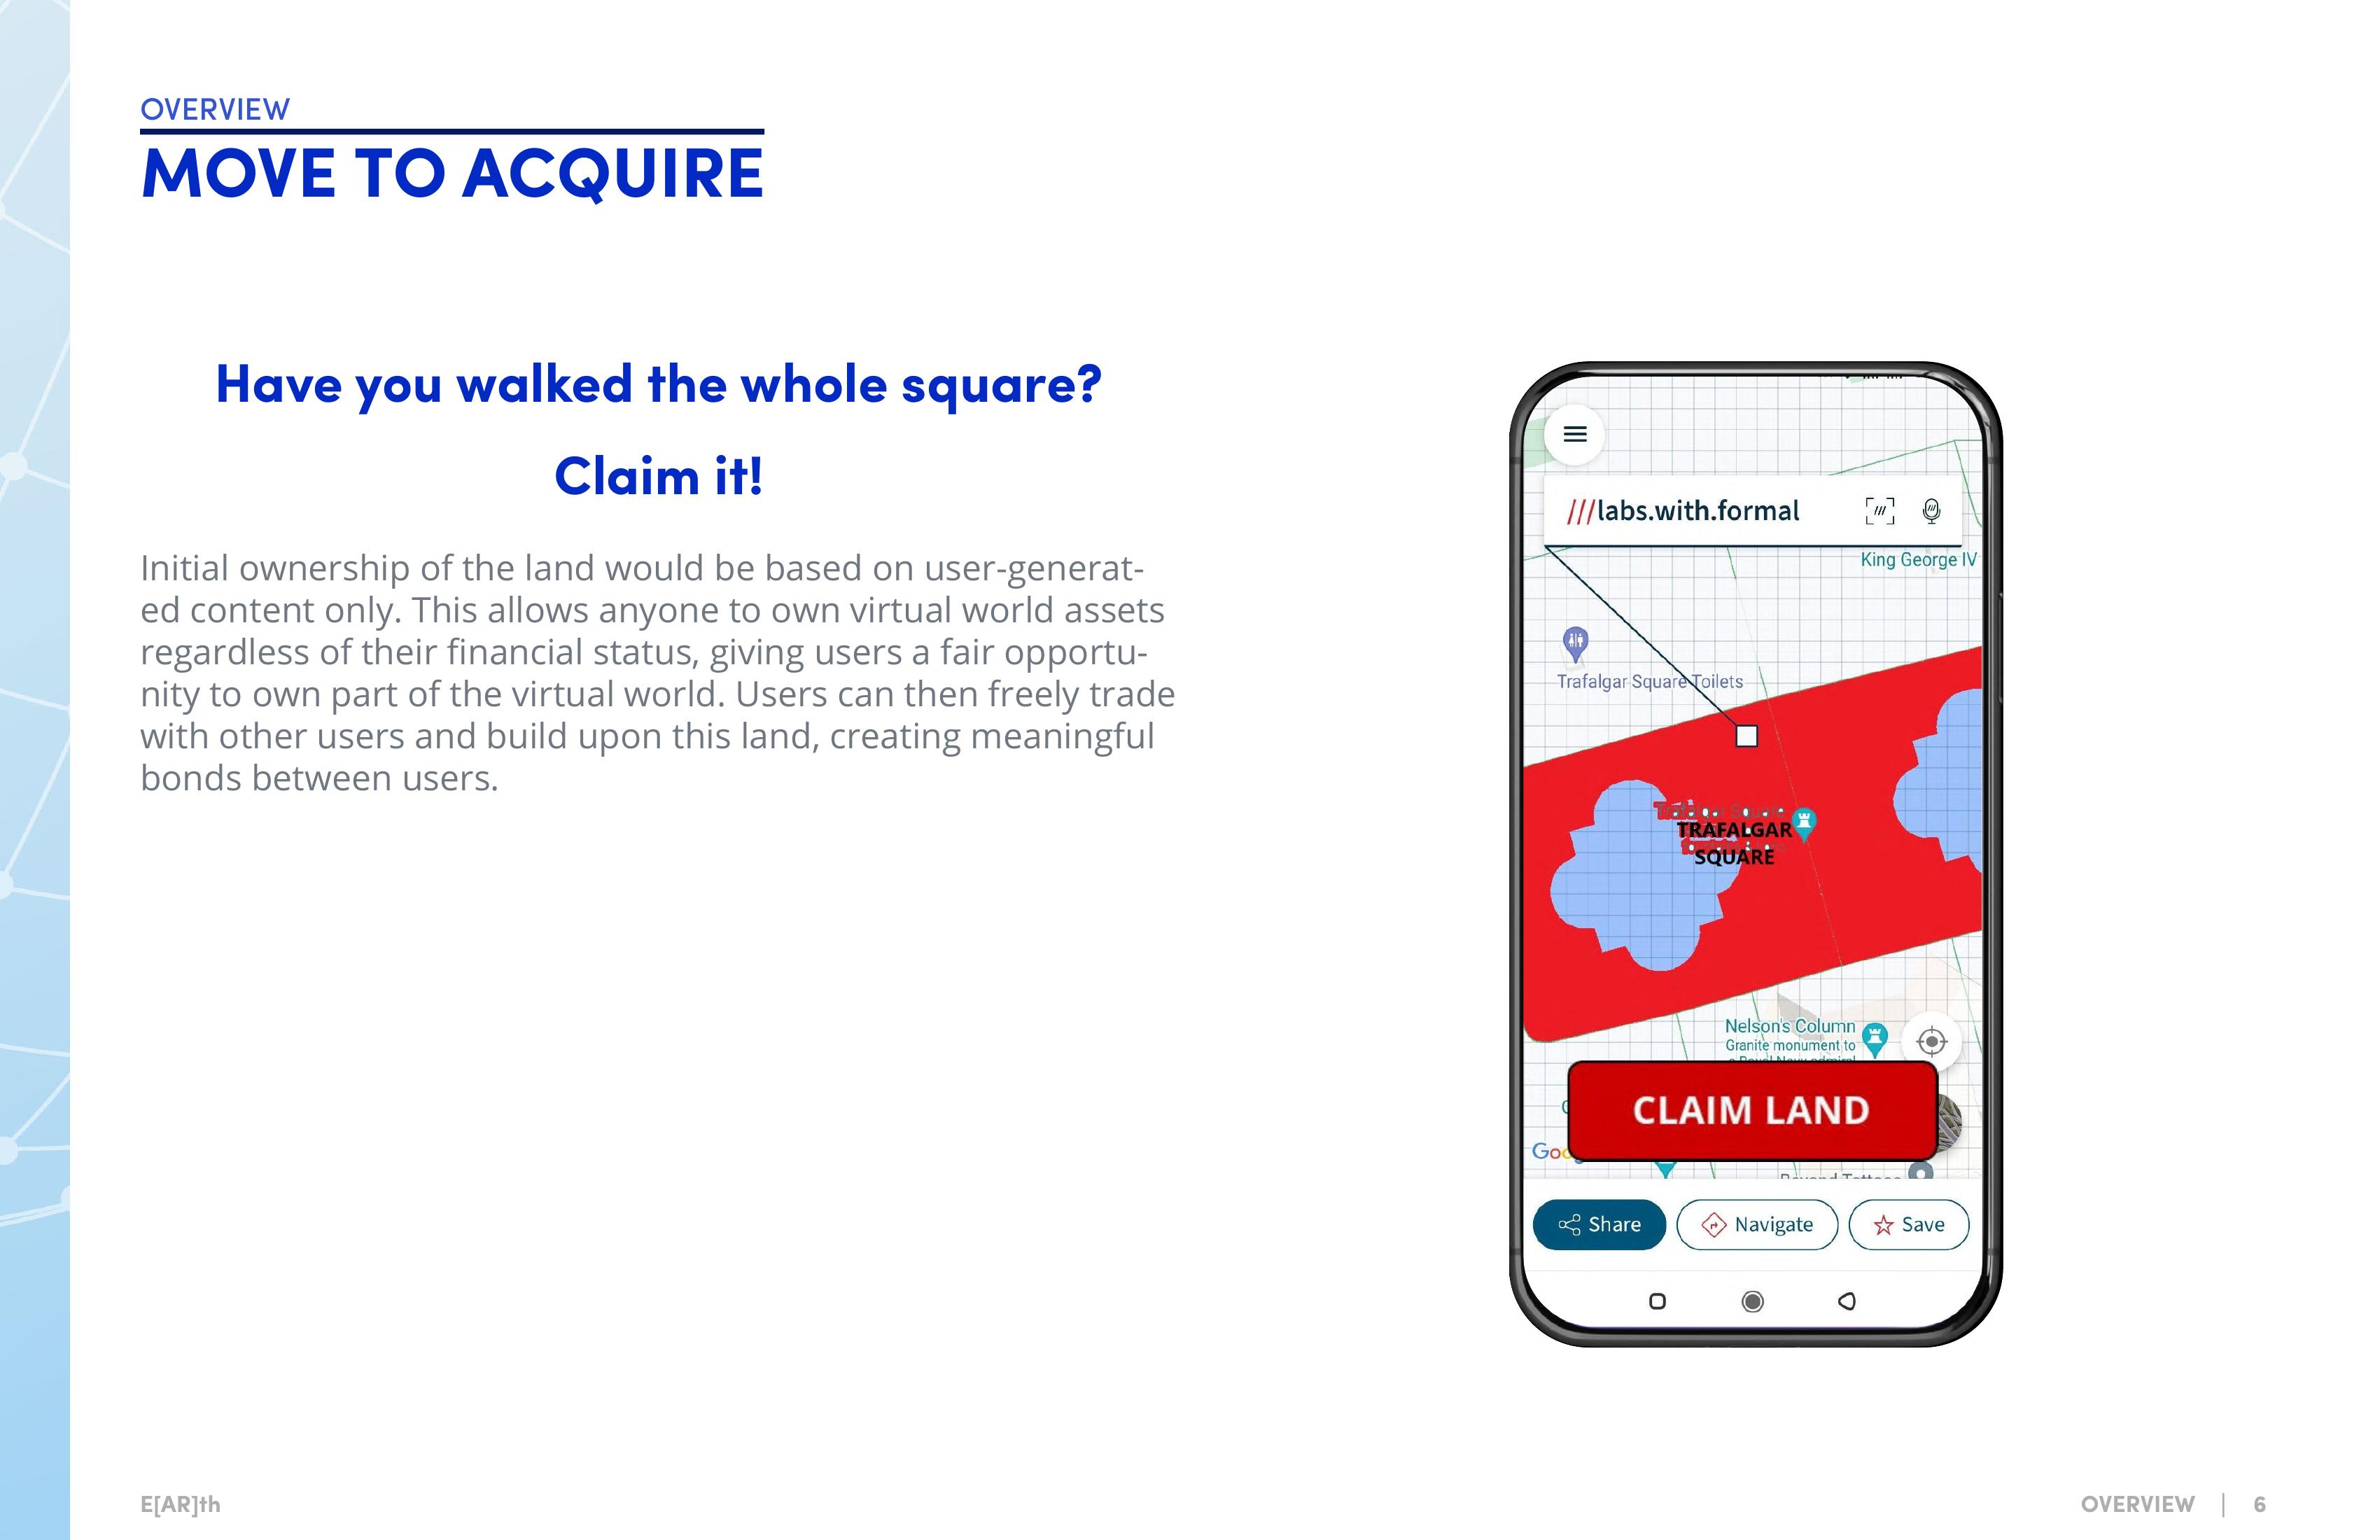 OVERVIEW
MOVE TO ACQUIRE
Have you walked the whole square?
Claim it!
Initial ownership of the land would be based on user-generat-
ed content only. This allows anyone to own virtual world assets
regardless of their financial status, giving users a fair opportu-
nity to own part of the virtual world. Users can then freely trade
with other users and build upon this land, creating meaningful
bonds between users.
///labs.with.formal
King George IV
Trafalgar Square Toilets
TRAFALGAR
SQUARE
Nelson's Column
Granite monument to
CLAIM LAND
Share
Navigate
Save
E[AR]th
OVERVIEW | 6